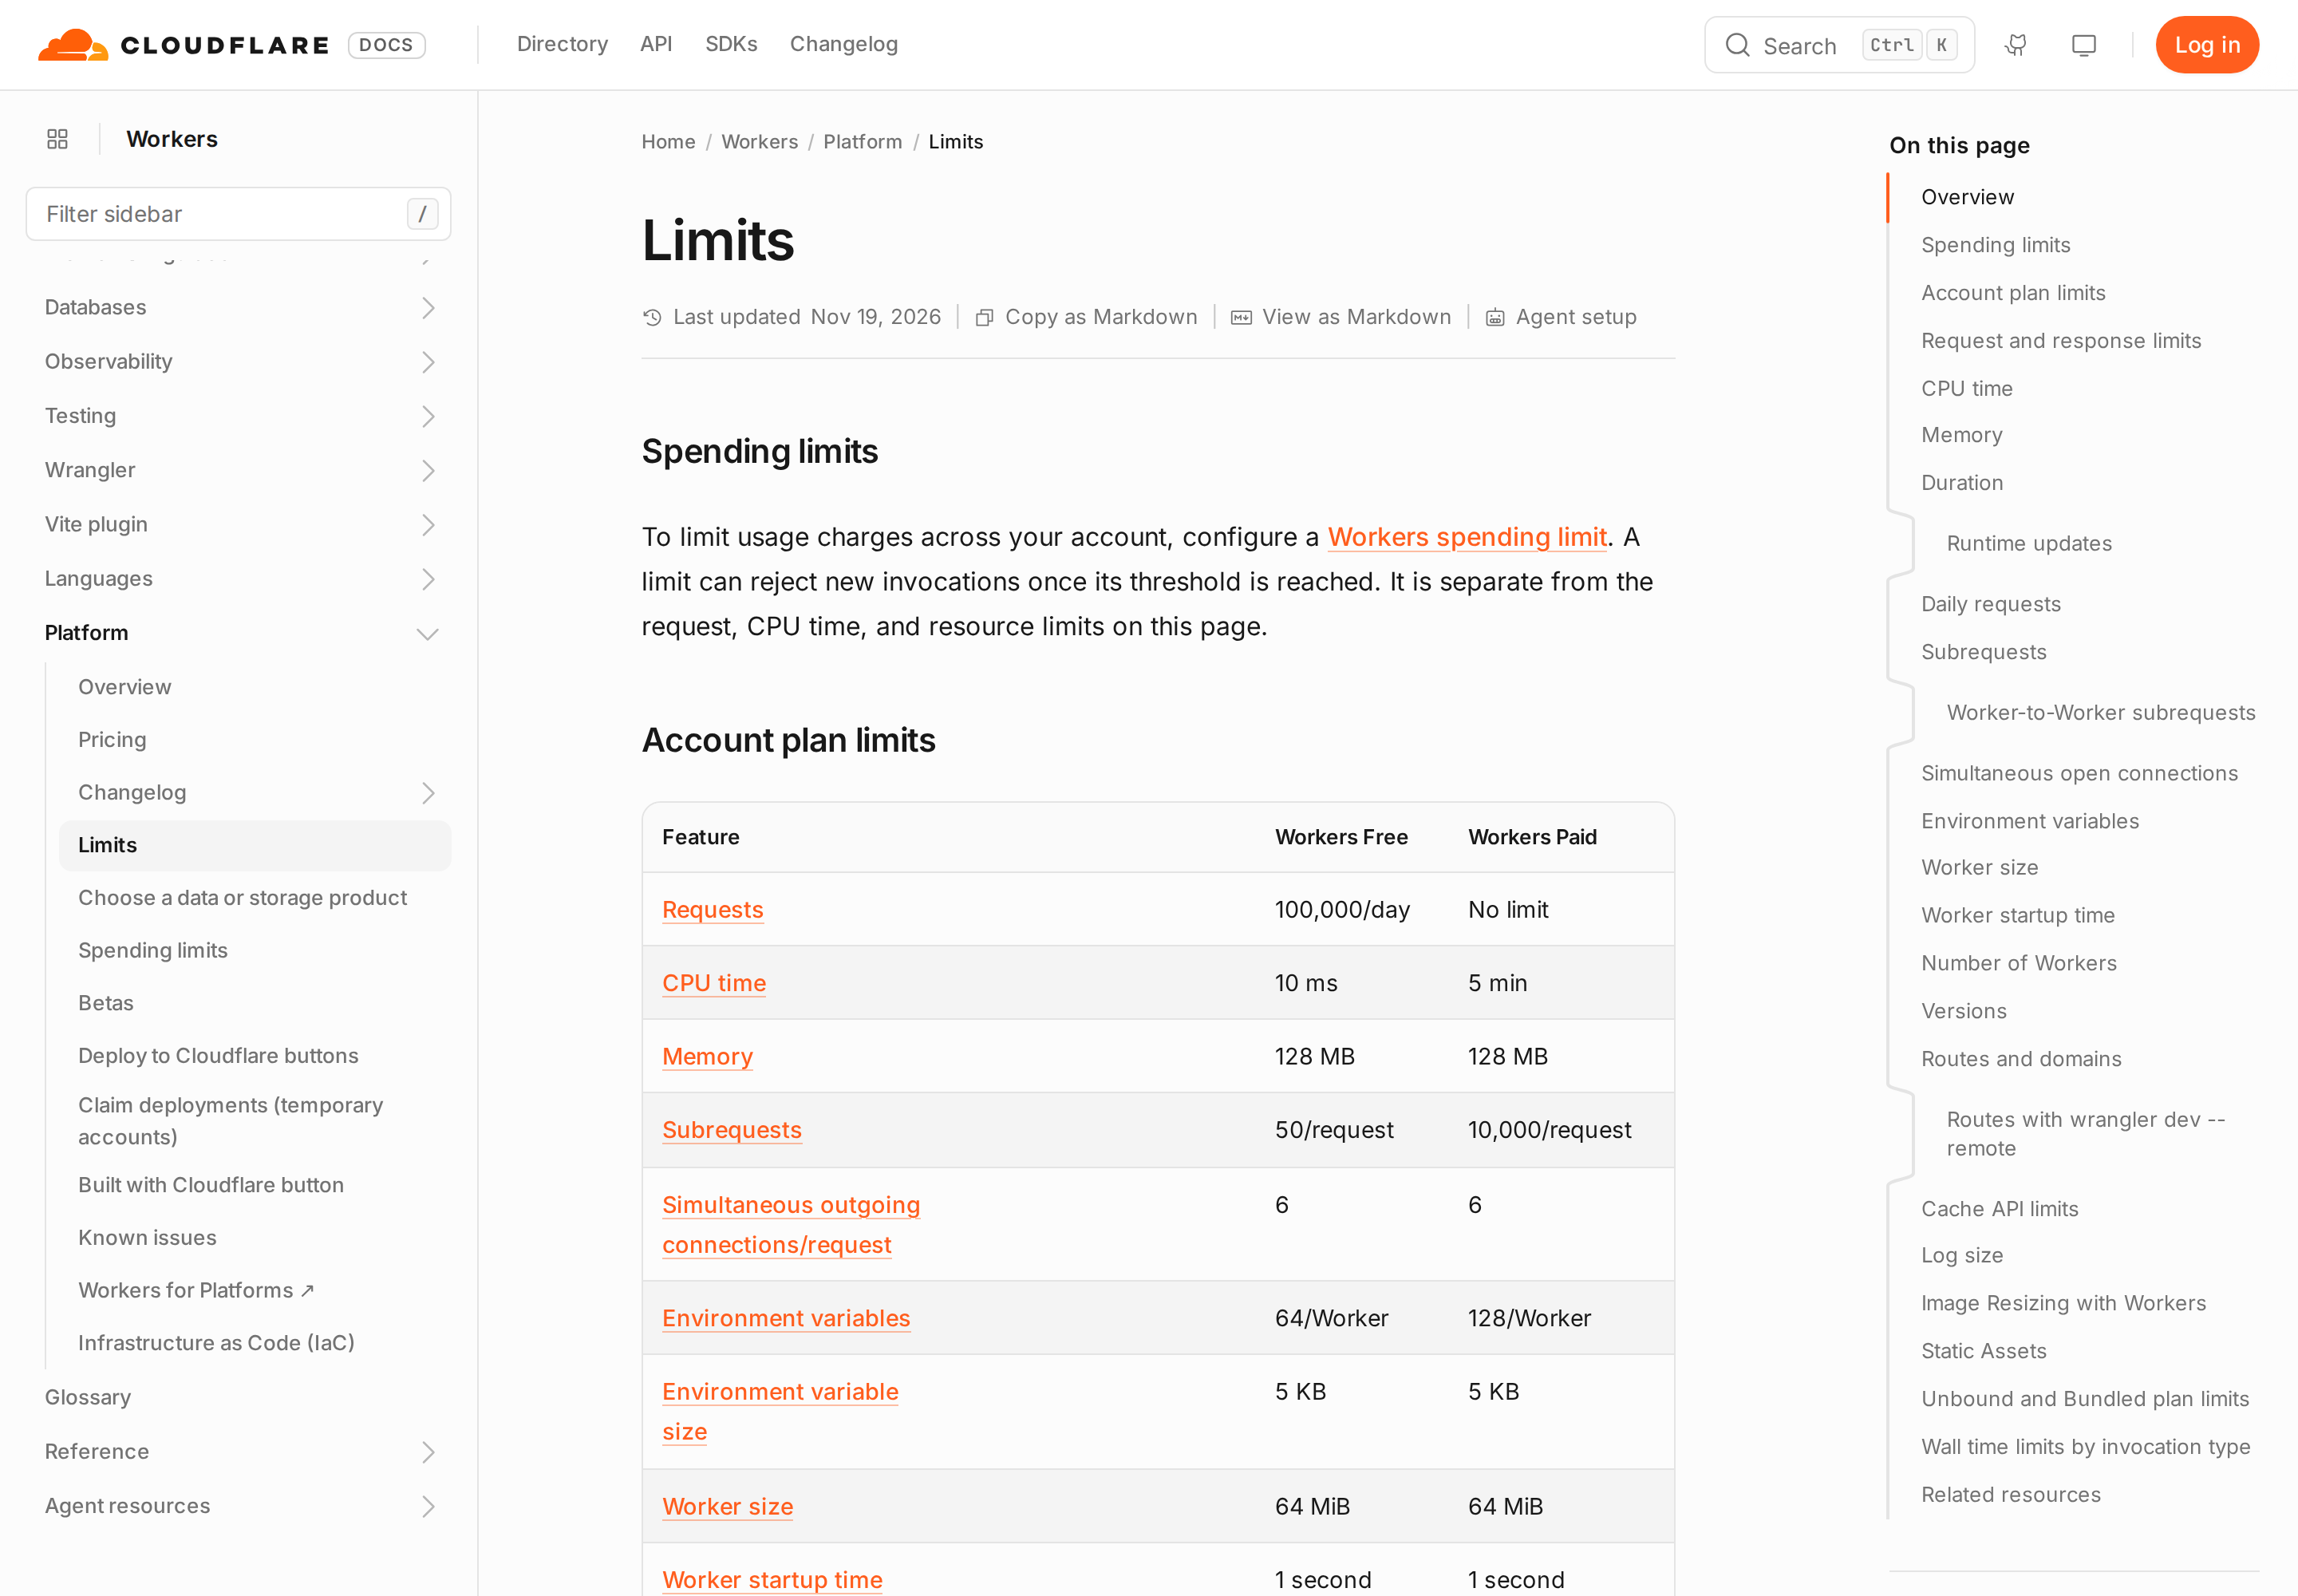 CLOUDFLARE DOCS
Directory API SDKs Changelog
Search Ctrl K
Log in
Workers
Filter sidebar /
Databases
Observability
Testing
Wrangler
Vite plugin
Languages
Platform
Overview
Pricing
Changelog
Limits
Choose a data or storage product
Spending limits
Betas
Deploy to Cloudflare buttons
Claim deployments (temporary
accounts)
Built with Cloudflare button
Known issues
Workers for Platforms ↗
Infrastructure as Code (IaC)
Glossary
Reference
Agent resources
Home / Workers / Platform / Limits
Limits
Last updated Nov 19, 2026 Copy as Markdown View as Markdown Agent setup
Spending limits
To limit usage charges across your account, configure a Workers spending limit. A
limit can reject new invocations once its threshold is reached. It is separate from the
request, CPU time, and resource limits on this page.
Account plan limits
Feature Workers Free Workers Paid
Requests 100,000/day No limit
CPU time 10 ms 5 min
Memory 128 MB 128 MB
Subrequests 50/request 10,000/request
Simultaneous outgoing 6 6
connections/request
Environment variables 64/Worker 128/Worker
Environment variable 5 KB 5 KB
size
Worker size 64 MiB 64 MiB
Worker startup time 1 second 1 second
On this page
Overview
Spending limits
Account plan limits
Request and response limits
CPU time
Memory
Duration
Runtime updates
Daily requests
Subrequests
Worker-to-Worker subrequests
Simultaneous open connections
Environment variables
Worker size
Worker startup time
Number of Workers
Versions
Routes and domains
Routes with wrangler dev --
remote
Cache API limits
Log size
Image Resizing with Workers
Static Assets
Unbound and Bundled plan limits
Wall time limits by invocation type
Related resources